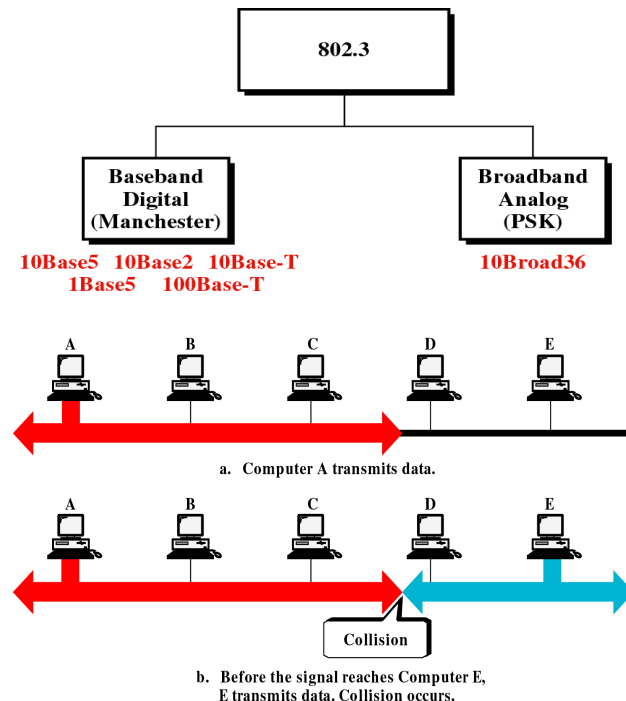 802.3
Baseband
Digital
(Manchester)
Broadband
Analog
(PSK)
10Base5 10Base2 10Base-T
1Base5 100Base-T
10Broad36
A B C D E
a. Computer A transmits data.
A B C D E
Collision
b. Before the signal reaches Computer E,
E transmits data. Collision occurs.